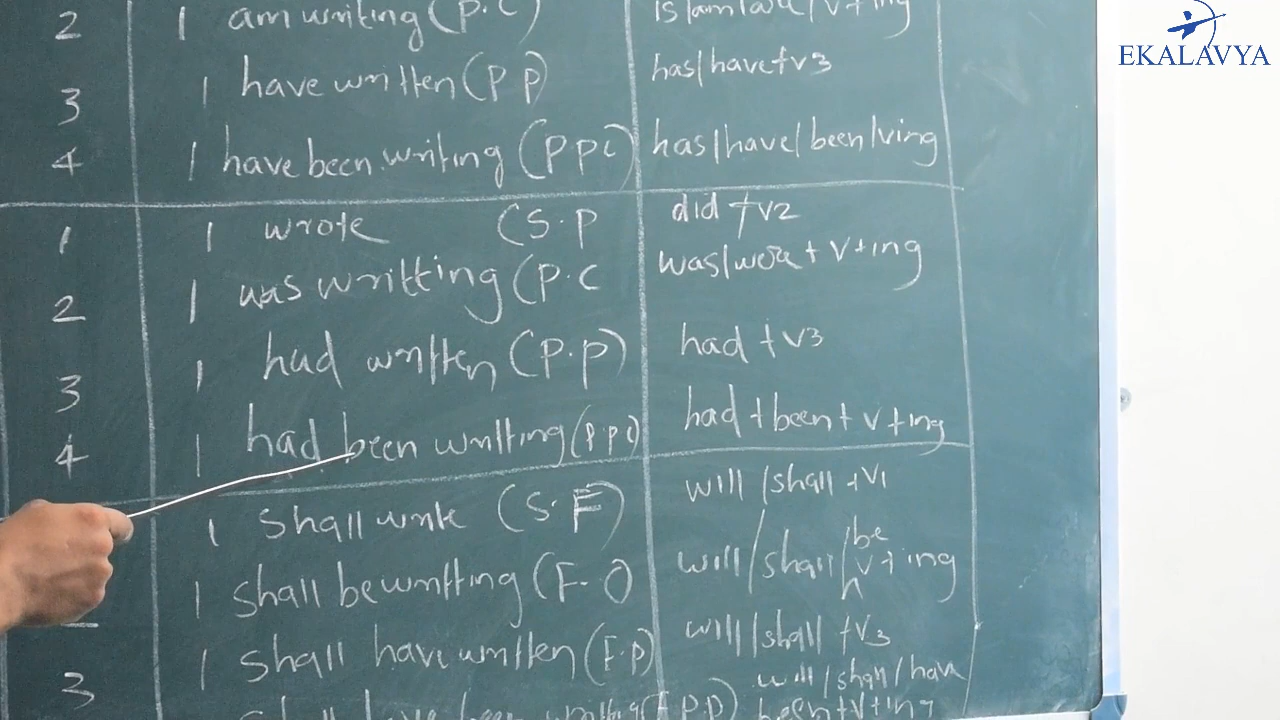 2 I am writing (P.C) is/am/are/v+ing
EKALAVYA
3 I have written (P P) has/have+v3
4 I have been writing (P P C) has/have/been/ving
1 I wrote (S.P did +v2
2 I was writting (P.C was/were + v+ing
3 I had written (P.P) had +v3
4 I had been writting (P P C) had +been+ v+ing
I shall write (S.F) will /shall +v1
I shall be writting (F.C) will/shall/be v+ing
I shall have written (F.P) will/shall +v3
3 will/shall/have
been+v+ing